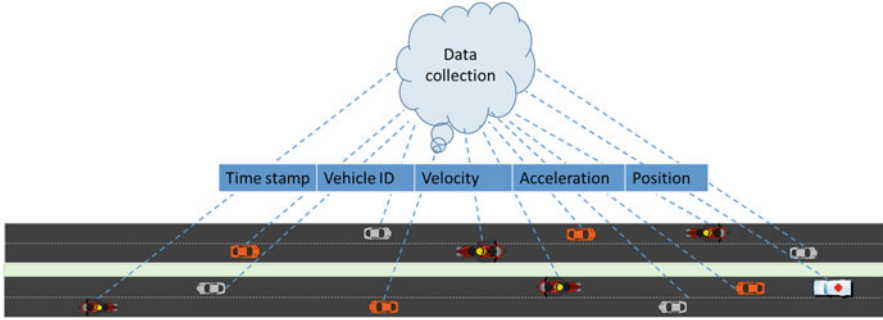 Data
collection
Time stamp
Vehicle ID
Velocity
Acceleration
Position